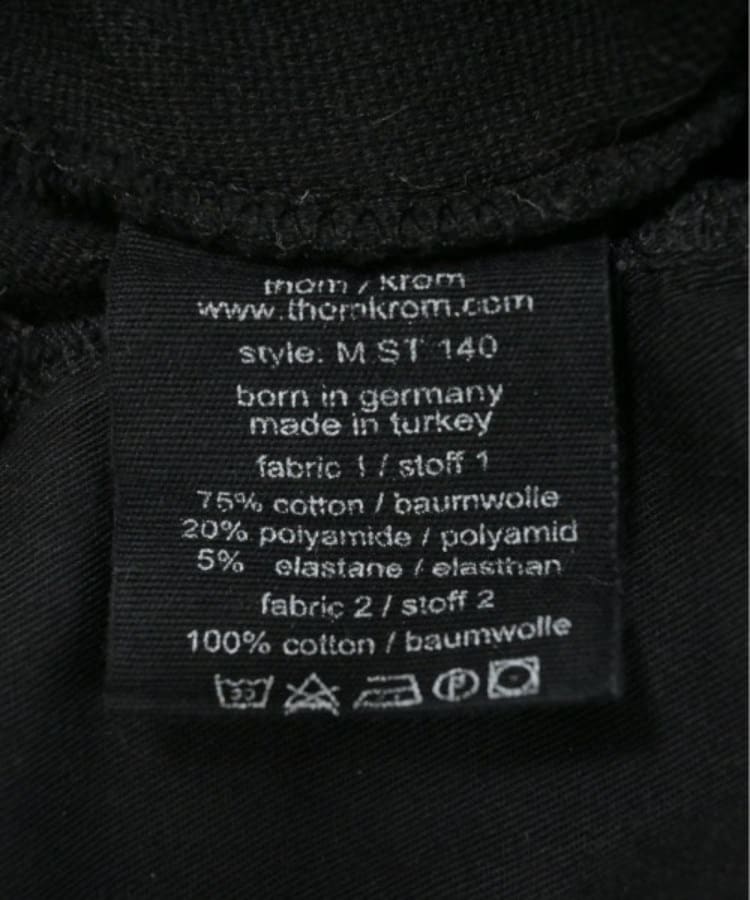 thom / krom
www.thomkrom.com
style: M ST 140
born in germany
made in turkey
fabric 1 / stoff 1
75% cotton / baumwolle
20% polyamide / polyamid
5% elastane / elasthan
fabric 2 / stoff 2
100% cotton / baumwolle
30 P